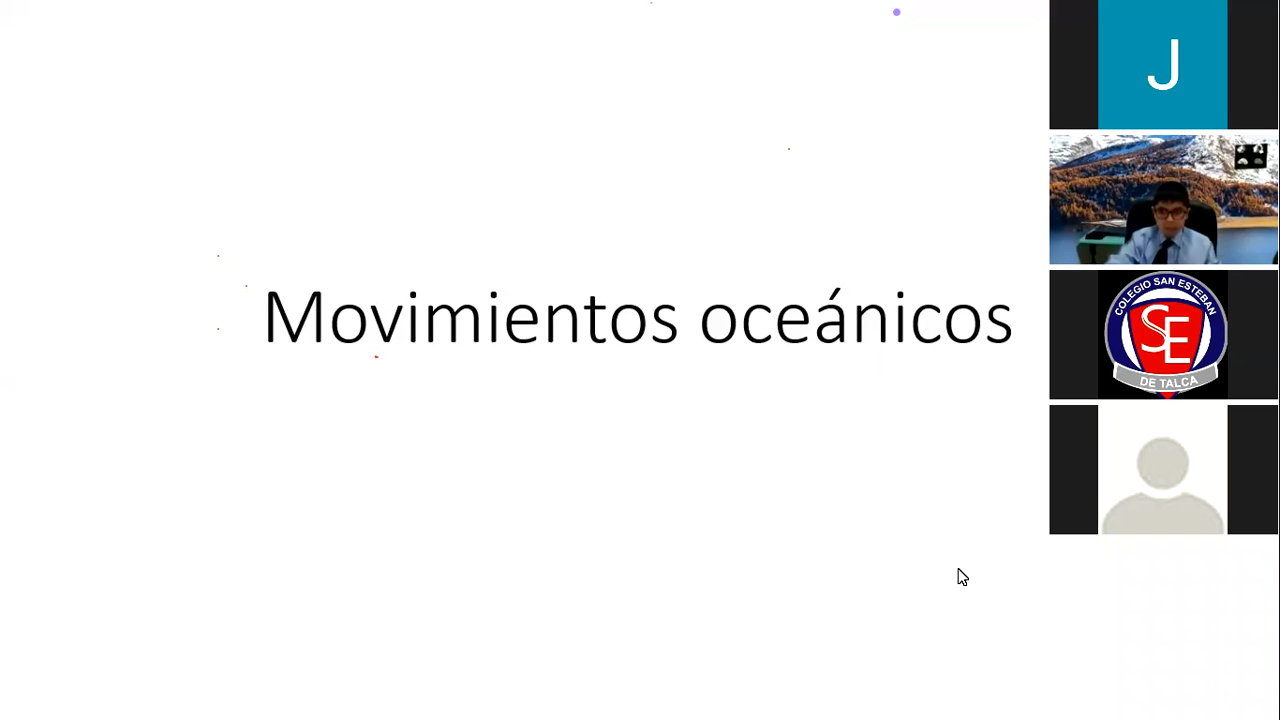 Movimientos oceánicos
J
COLEGIO SAN ESTEBAN
SE
DE TALCA